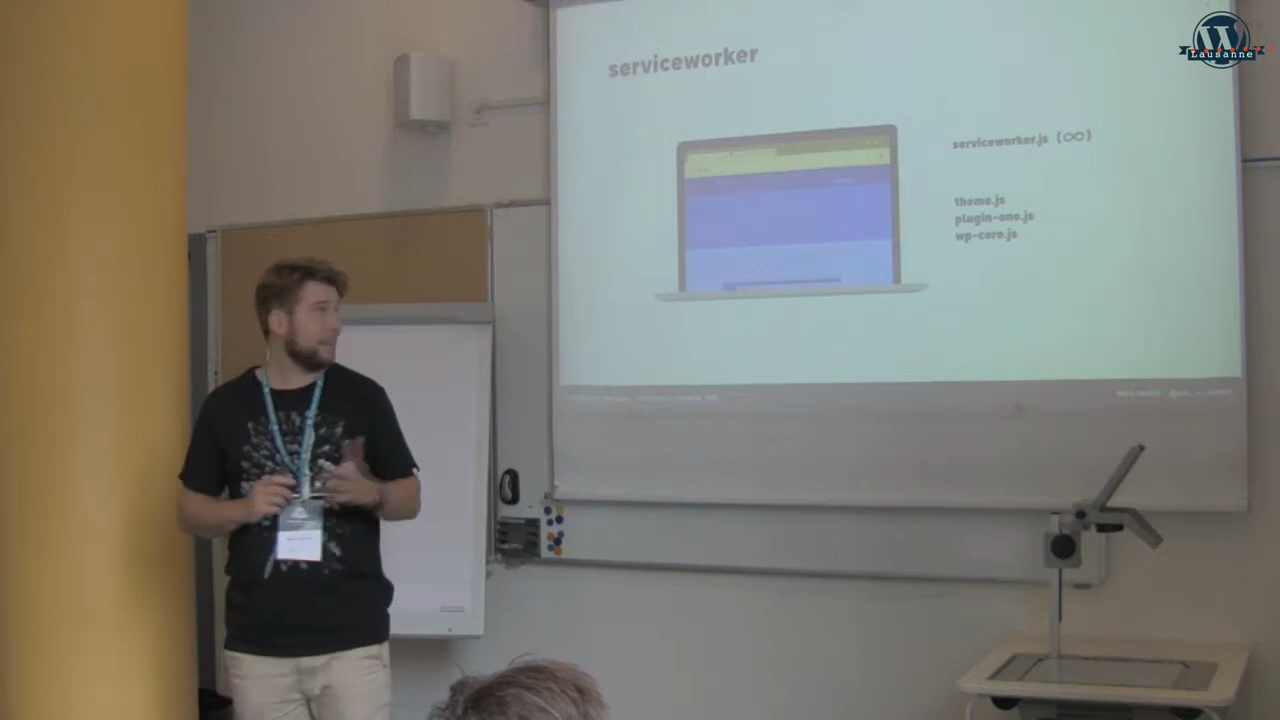 Lausanne
serviceworker
serviceworker.js {∞}
theme.js
plugin-one.js
wp-core.js